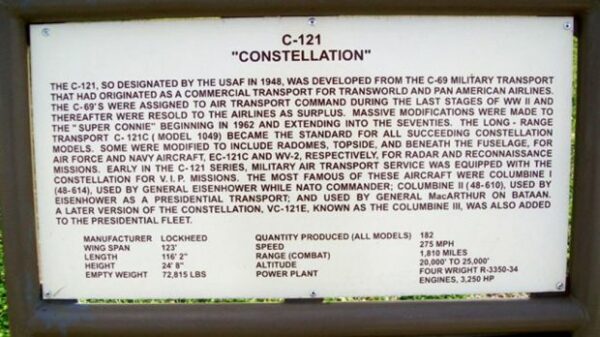 C-121
"CONSTELLATION"
THE C-121, SO DESIGNATED BY THE USAF IN 1948, WAS DEVELOPED FROM THE C-69 MILITARY TRANSPORT
THAT HAD ORIGINATED AS A COMMERCIAL TRANSPORT FOR TRANSWORLD AND PAN AMERICAN AIRLINES.
THE C-69'S WERE ASSIGNED TO AIR TRANSPORT COMMAND DURING THE LAST STAGES OF WW II AND
THEREAFTER WERE RESOLD TO THE AIRLINES AS SURPLUS. MASSIVE MODIFICATIONS WERE MADE TO
THE "SUPER CONNIE" BEGINNING IN 1962 AND EXTENDING INTO THE SEVENTIES. THE LONG - RANGE
TRANSPORT C-121C ( MODEL 1049) BECAME THE STANDARD FOR ALL SUCCEEDING CONSTELLATION
MODELS. SOME WERE MODIFIED TO INCLUDE RADOMES, TOPSIDE, AND BENEATH THE FUSELAGE, FOR
AIR FORCE AND NAVY AIRCRAFT, EC-121C AND WV-2, RESPECTIVELY, FOR RADAR AND RECONNAISSANCE
MISSIONS. EARLY IN THE C-121 SERIES, MILITARY AIR TRANSPORT SERVICE WAS EQUIPPED WITH THE
CONSTELLATION FOR V.I.P. MISSIONS. THE MOST FAMOUS OF THESE AIRCRAFT WERE COLUMBINE I
(48-614), USED BY GENERAL EISENHOWER WHILE NATO COMMANDER; COLUMBINE II (48-610), USED BY
EISENHOWER AS A PRESIDENTIAL TRANSPORT; AND USED BY GENERAL MacARTHUR ON BATAAN.
A LATER VERSION OF THE CONSTELLATION, VC-121E, KNOWN AS THE COLUMBINE III, WAS ALSO ADDED
TO THE PRESIDENTIAL FLEET.
MANUFACTURER LOCKHEED
WING SPAN 123'
LENGTH 116' 2"
HEIGHT 24' 8"
EMPTY WEIGHT 72,815 LBS
QUANTITY PRODUCED (ALL MODELS) 182
SPEED 275 MPH
RANGE (COMBAT) 1,810 MILES
ALTITUDE 20,000' TO 25,000'
POWER PLANT FOUR WRIGHT R-3350-34
ENGINES, 3,250 HP